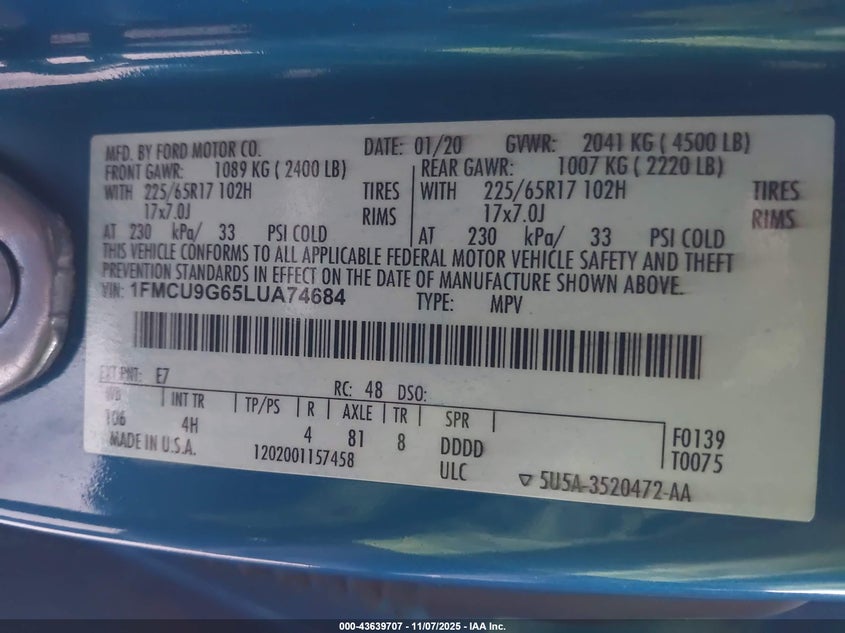 MFD. BY FORD MOTOR CO. DATE: 01/20 GVWR: 2041 KG ( 4500 LB)
FRONT GAWR: 1089 KG ( 2400 LB) REAR GAWR: 1007 KG ( 2220 LB)
WITH 225/65R17 102H TIRES WITH 225/65R17 102H TIRES
17x7.0J RIMS 17x7.0J RIMS
AT 230 kPa/ 33 PSI COLD AT 230 kPa/ 33 PSI COLD
THIS VEHICLE CONFORMS TO ALL APPLICABLE FEDERAL MOTOR VEHICLE SAFETY AND THEFT
PREVENTION STANDARDS IN EFFECT ON THE DATE OF MANUFACTURE SHOWN ABOVE.
VIN: 1FMCU9G65LUA74684 TYPE: MPV
EXT PNT: E7 RC: 48 DSO:
WB INT TR TP/PS R AXLE TR SPR
106 4H 4 81 8 DDDD F0139
MADE IN U.S.A. 1202001157458 ULC T0075
▽ 5U5A-3520472-AA
000-43639707 - 11/07/2025 - IAA Inc.